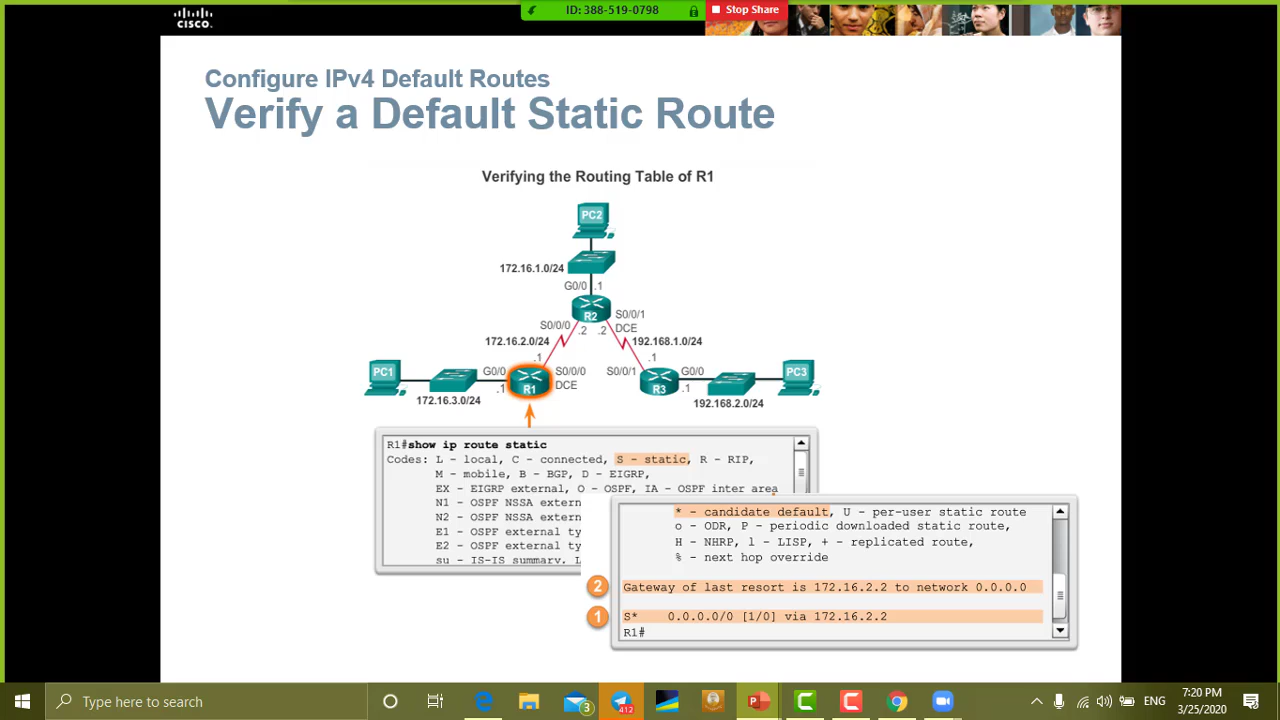 ID: 388-519-0798
Stop Share
CISCO
Configure IPv4 Default Routes
Verify a Default Static Route
Verifying the Routing Table of R1
PC2
172.16.1.0/24
G0/0 .1
R2
S0/0/1
DCE
S0/0/0
.2 .2
172.16.2.0/24
192.168.1.0/24
.1 .1
PC1
G0/0
S0/0/0
DCE
S0/0/1
G0/0
PC3
.1
R1
R3
.1
172.16.3.0/24
192.168.2.0/24
R1#show ip route static
Codes: L - local, C - connected, S - static, R - RIP,
M - mobile, B - BGP, D - EIGRP,
EX - EIGRP external, O - OSPF, IA - OSPF inter area
N1 - OSPF NSSA extern
N2 - OSPF NSSA extern
E1 - OSPF external ty
E2 - OSPF external ty
su - IS-IS summary, L
* - candidate default, U - per-user static route
o - ODR, P - periodic downloaded static route,
H - NHRP, l - LISP, + - replicated route,
% - next hop override
2 Gateway of last resort is 172.16.2.2 to network 0.0.0.0
1 S* 0.0.0.0/0 [1/0] via 172.16.2.2
R1#
Type here to search
3
412
ENG
7:20 PM
3/25/2020